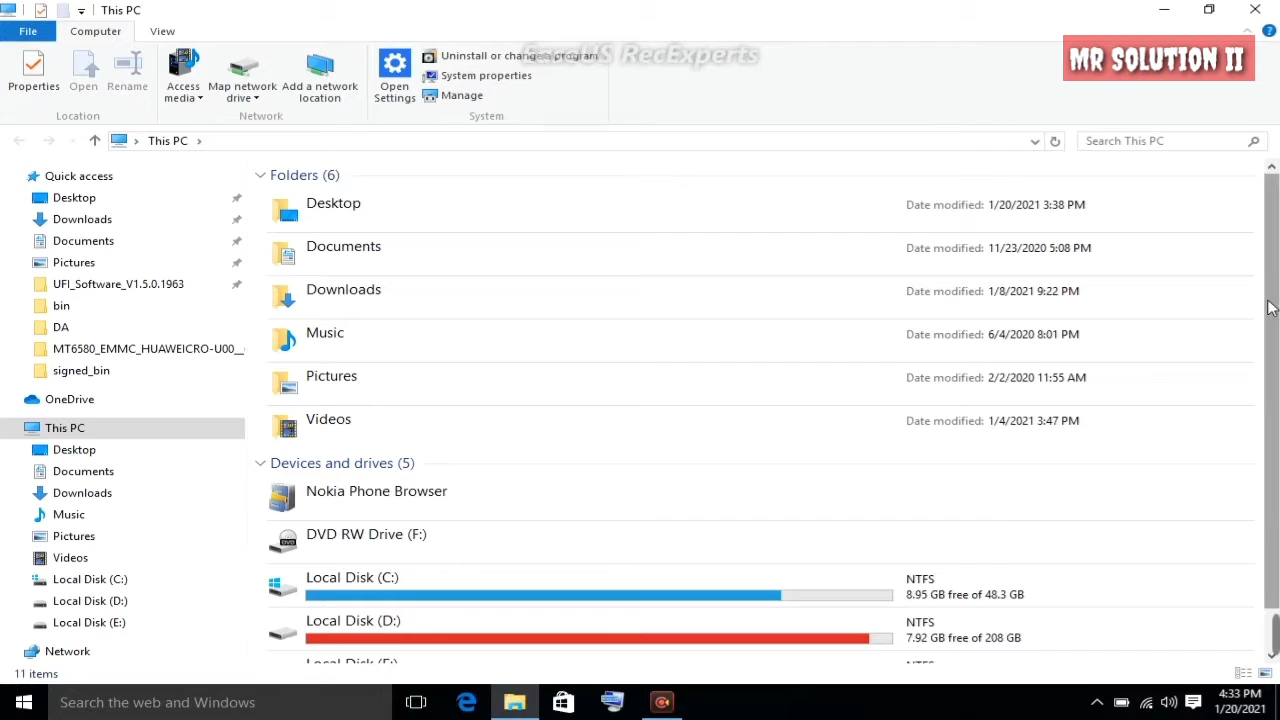 This PC
File
Computer
View
Properties
Open
Rename
Access media
Map network drive
Add a network location
Open Settings
Uninstall or change a program
System properties
Manage
Location
Network
System
RecExperts
MR SOLUTION II
This PC
Search This PC
Quick access
Desktop
Downloads
Documents
Pictures
UFI_Software_V1.5.0.1963
bin
DA
MT6580_EMMC_HUAWEICRO-U00__
signed_bin
OneDrive
This PC
Desktop
Documents
Downloads
Music
Pictures
Videos
Local Disk (C:)
Local Disk (D:)
Local Disk (E:)
Network
Folders (6)
Desktop
Date modified: 1/20/2021 3:38 PM
Documents
Date modified: 11/23/2020 5:08 PM
Downloads
Date modified: 1/8/2021 9:22 PM
Music
Date modified: 6/4/2020 8:01 PM
Pictures
Date modified: 2/2/2020 11:55 AM
Videos
Date modified: 1/4/2021 3:47 PM
Devices and drives (5)
Nokia Phone Browser
DVD RW Drive (F:)
Local Disk (C:)
NTFS
8.95 GB free of 48.3 GB
Local Disk (D:)
NTFS
7.92 GB free of 208 GB
Local Disk (E:)
NTFS
11 items
Search the web and Windows
4:33 PM
1/20/2021